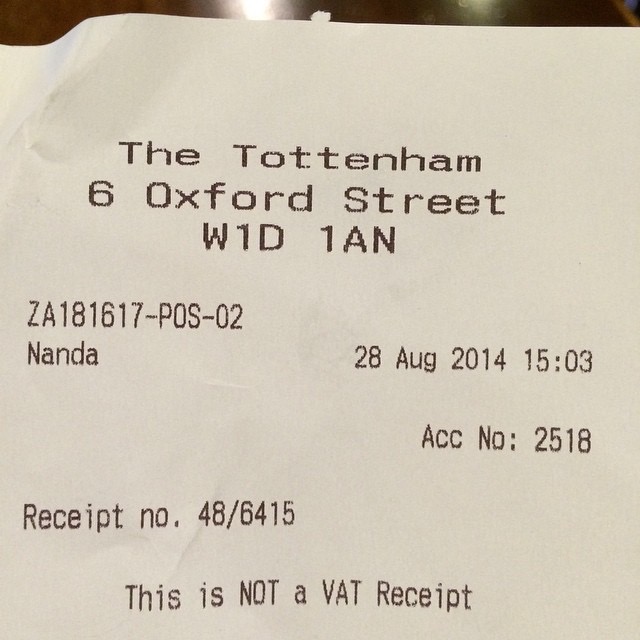 The Tottenham
6 Oxford Street
W1D 1AN
ZA181617-POS-02
Nanda
28 Aug 2014 15:03
Acc No: 2518
Receipt no. 48/6415
This is NOT a VAT Receipt